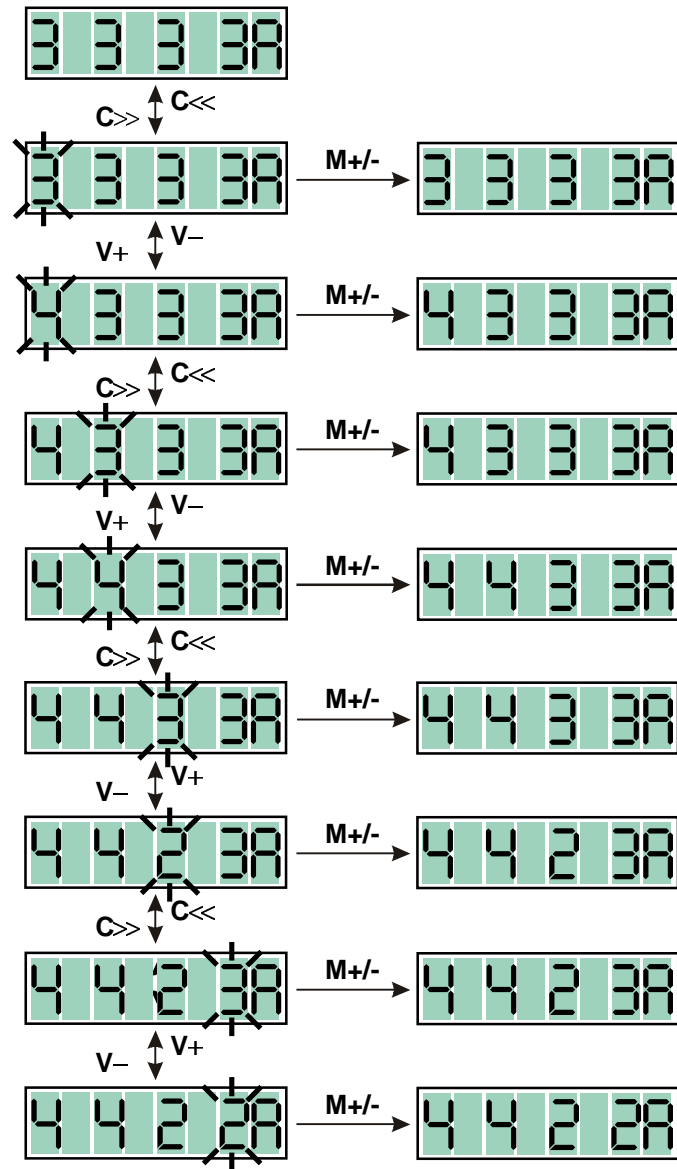 3 3 3 3A
C>> C<<
3 3 3 3A M+/- 3 3 3 3A
V+ V−
4 3 3 3A M+/- 4 3 3 3A
C>> C<<
4 3 3 3A M+/- 4 3 3 3A
V+ V−
4 4 3 3A M+/- 4 4 3 3A
C>> C<<
4 4 3 3A M+/- 4 4 3 3A
V− V+
4 4 2 3A M+/- 4 4 2 3A
C>> C<<
4 4 2 3A M+/- 4 4 2 3A
V− V+
4 4 2 2A M+/- 4 4 2 2A